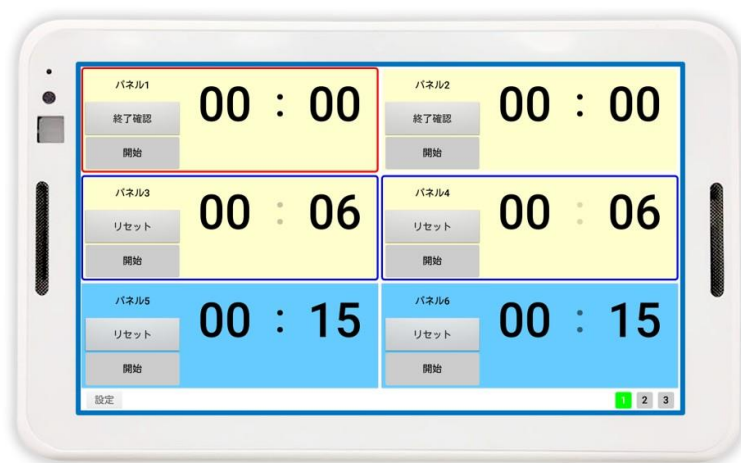 パネル1
00 : 00
終了確認
開始
パネル2
00 : 00
終了確認
開始
パネル3
00 : 06
リセット
開始
パネル4
00 : 06
リセット
開始
パネル5
00 : 15
リセット
開始
パネル6
00 : 15
リセット
開始
設定
1 2 3